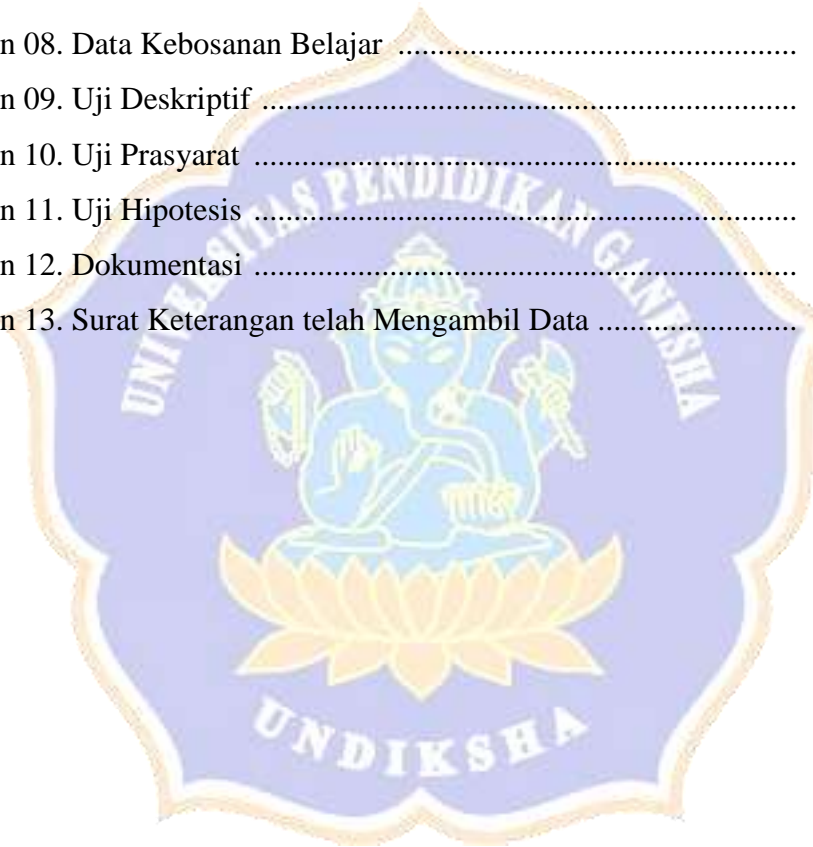 n 08. Data Kebosanan Belajar ..................................................
n 09. Uji Deskriptif ...................................................................
n 10. Uji Prasyarat ....................................................................
n 11. Uji Hipotesis ....................................................................
n 12. Dokumentasi ....................................................................
n 13. Surat Keterangan telah Mengambil Data .........................
UNIVERSITAS PENDIDIKAN GANESHA
UNDIKSHA